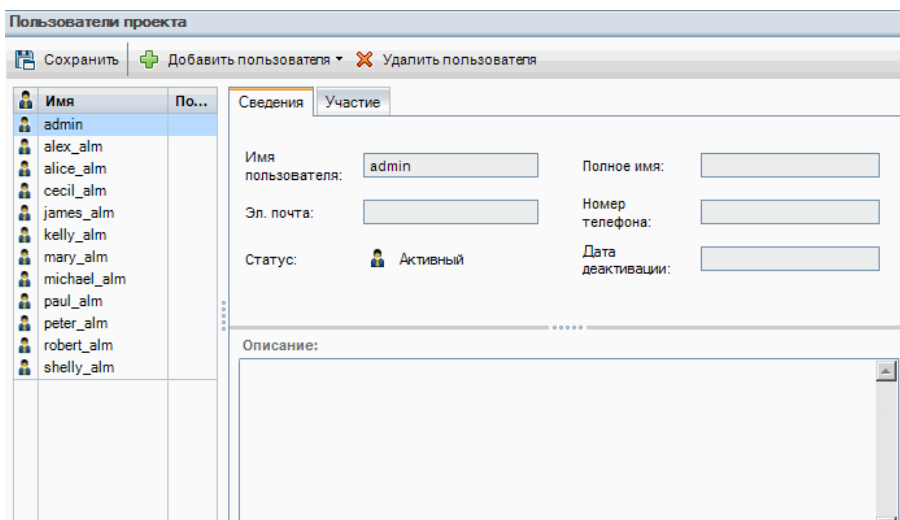 Пользователи проекта
Сохранить Добавить пользователя Удалить пользователя
Имя По...
admin
alex_alm
alice_alm
cecil_alm
james_alm
kelly_alm
mary_alm
michael_alm
paul_alm
peter_alm
robert_alm
shelly_alm
Сведения Участие
Имя
пользователя: admin
Полное имя:
Эл. почта:
Номер
телефона:
Статус: Активный
Дата
деактивации:
Описание: